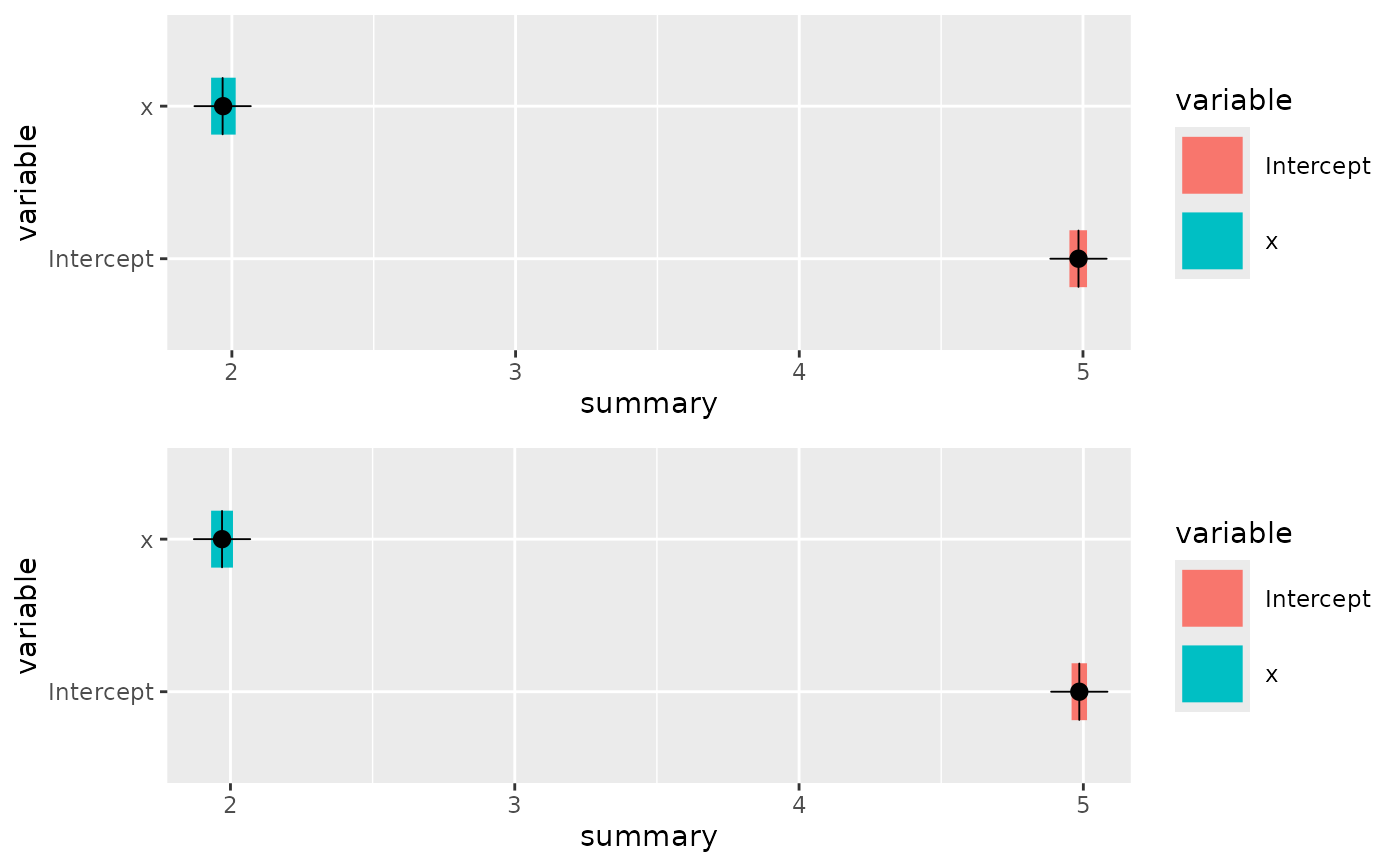 variable
x
Intercept
2 3 4 5
summary
variable
Intercept
x
variable
x
Intercept
2 3 4 5
summary
variable
Intercept
x